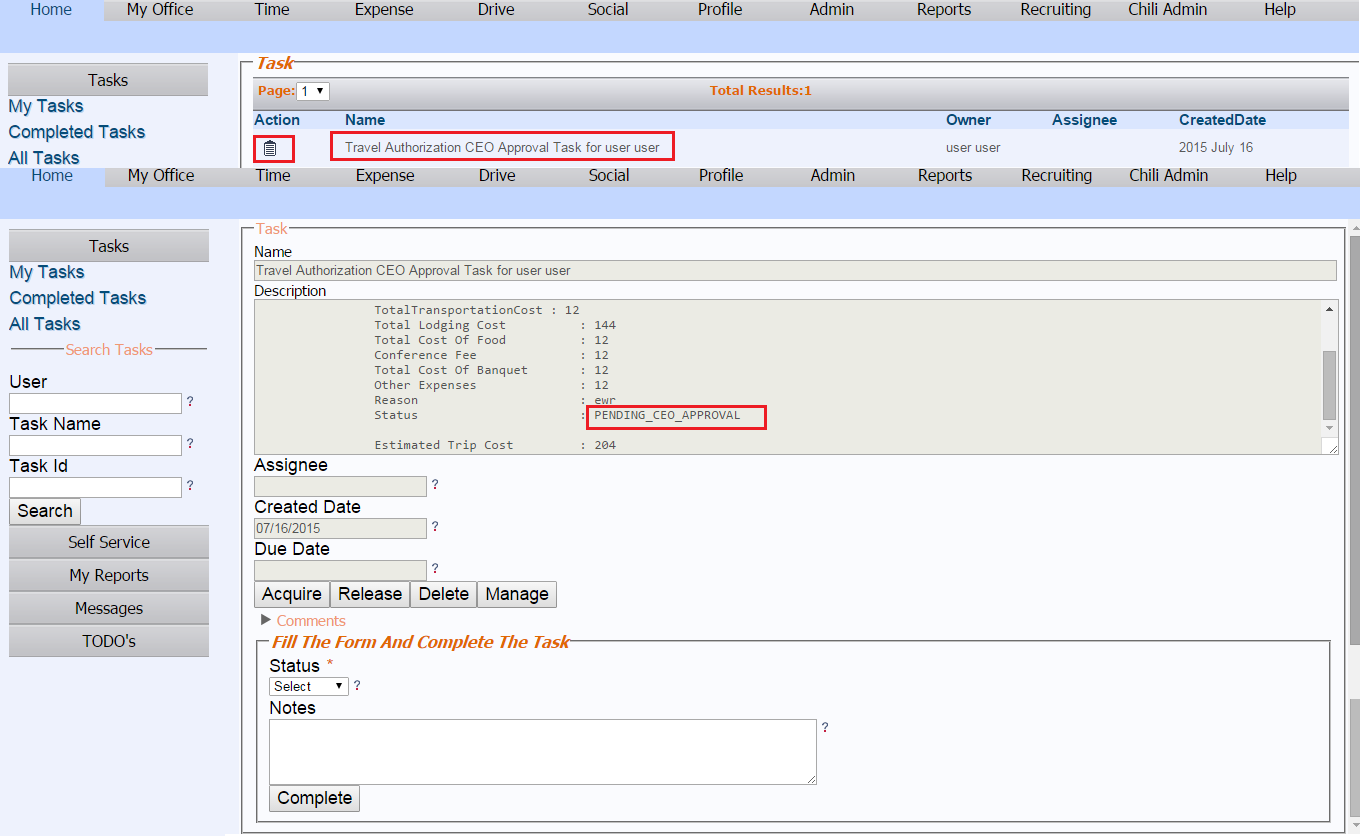 Home My Office Time Expense Drive Social Profile Admin Reports Recruiting Chili Admin Help
Tasks
My Tasks
Completed Tasks
All Tasks
Task
Page: 1 Total Results:1
Action Name Owner Assignee CreatedDate
Travel Authorization CEO Approval Task for user user user user 2015 July 16
Home My Office Time Expense Drive Social Profile Admin Reports Recruiting Chili Admin Help
Tasks
My Tasks
Completed Tasks
All Tasks
Search Tasks
User
?
Task Name
?
Task Id
?
Search
Self Service
My Reports
Messages
TODO's
Task
Name
Travel Authorization CEO Approval Task for user user
Description
TotalTransportationCost : 12
Total Lodging Cost : 144
Total Cost Of Food : 12
Conference Fee : 12
Total Cost Of Banquet : 12
Other Expenses : 12
Reason : ewr
Status : PENDING_CEO_APPROVAL
Estimated Trip Cost : 204
Assignee
?
Created Date
07/16/2015 ?
Due Date
?
Acquire Release Delete Manage
Comments
Fill The Form And Complete The Task
Status *
Select ?
Notes
?
Complete